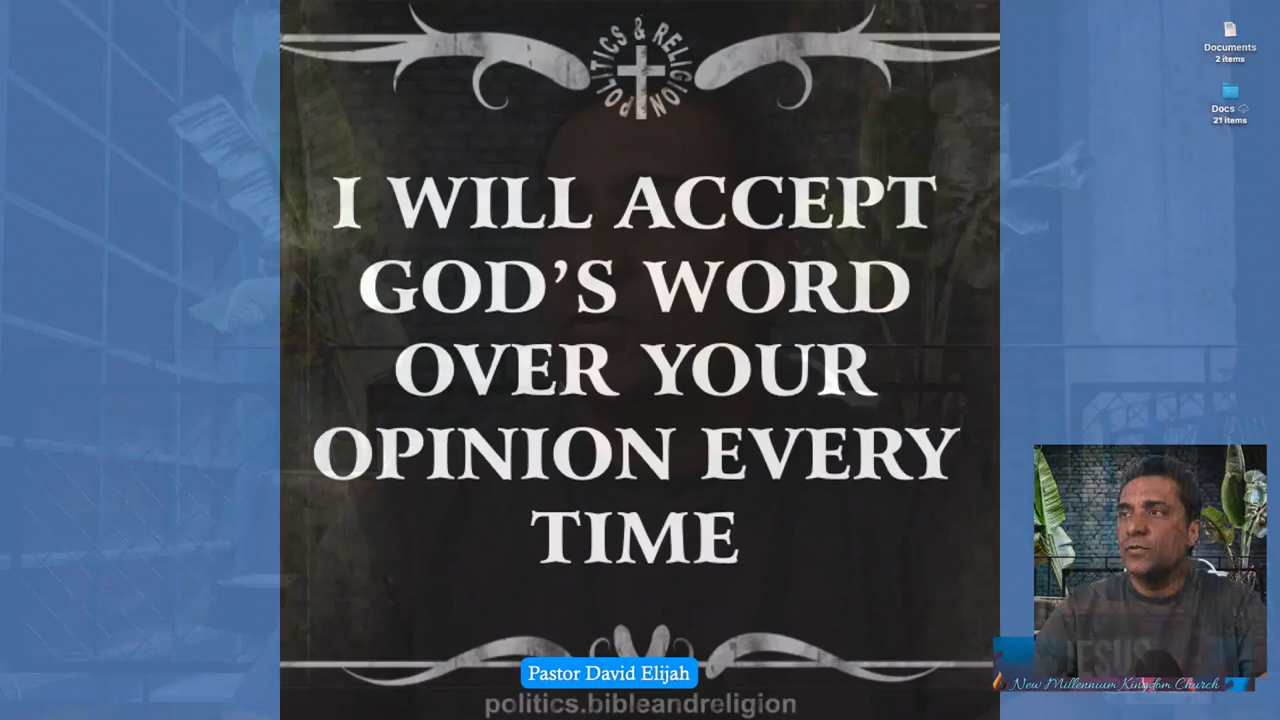 POLITICS & RELIGION
I WILL ACCEPT
GOD'S WORD
OVER YOUR
OPINION EVERY
TIME
Pastor David Elijah
politics.bibleandreligion
Documents
2 items
Docs
21 items
JESUS
New Millennium Kingdom Church